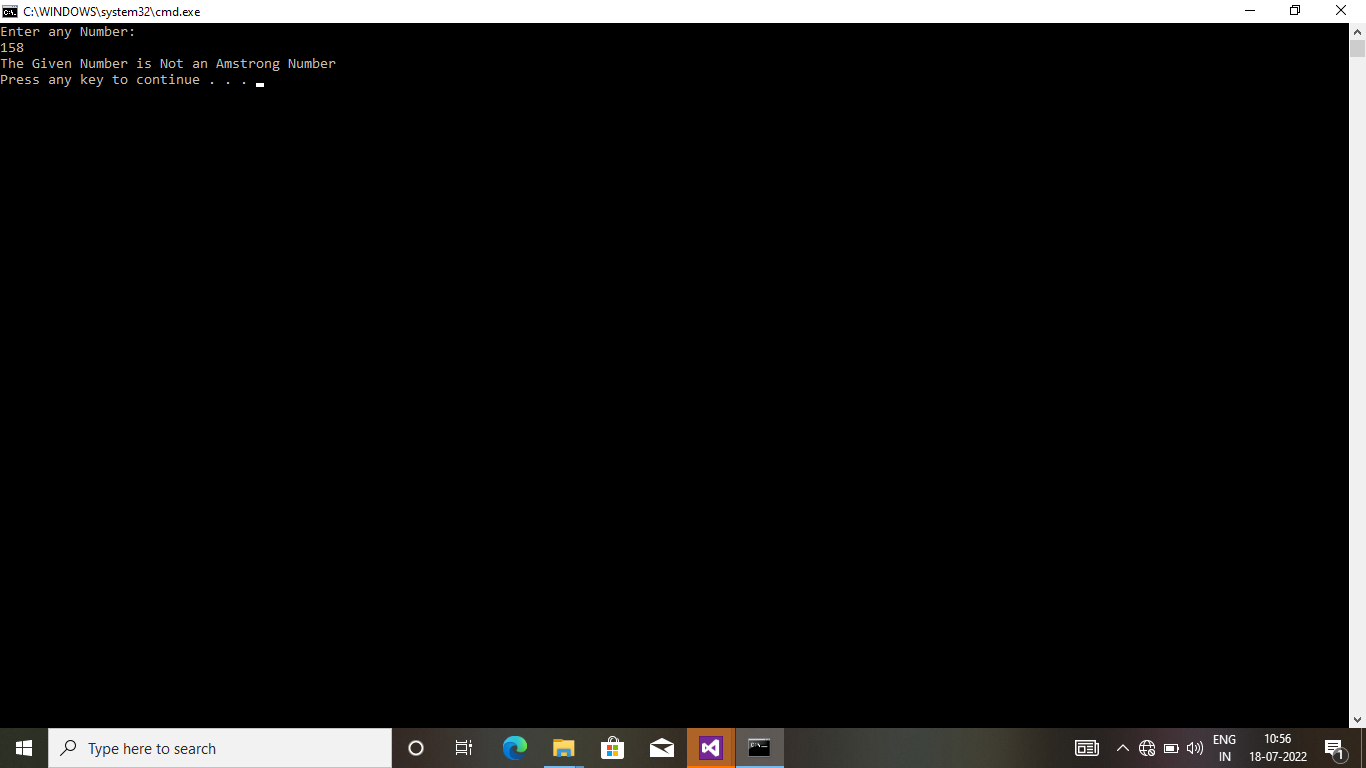 C:\WINDOWS\system32\cmd.exe
Enter any Number:
158
The Given Number is Not an Amstrong Number
Press any key to continue . . .
Type here to search
ENG
IN
10:56
18-07-2022
1